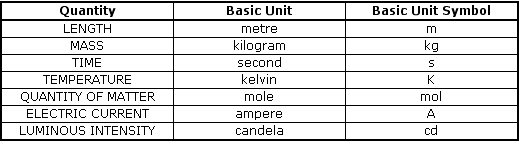 Quantity Basic Unit Basic Unit Symbol
LENGTH metre m
MASS kilogram kg
TIME second s
TEMPERATURE kelvin K
QUANTITY OF MATTER mole mol
ELECTRIC CURRENT ampere A
LUMINOUS INTENSITY candela cd